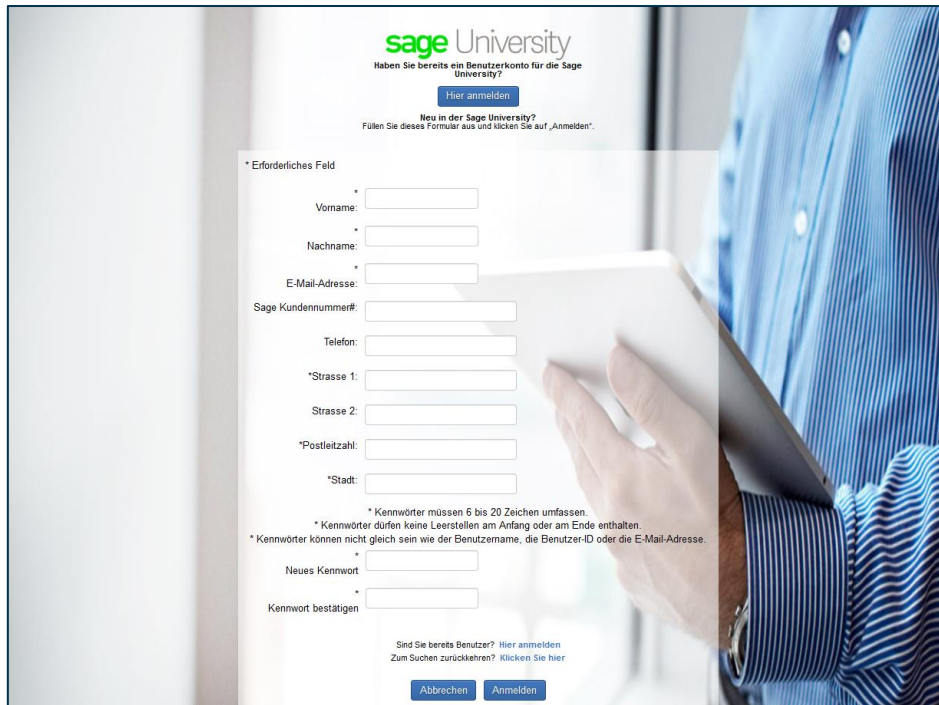 sage University
Haben Sie bereits ein Benutzerkonto für die Sage
University?
Hier anmelden
Neu in der Sage University?
Füllen Sie dieses Formular aus und klicken Sie auf „Anmelden“.
* Erforderliches Feld
*
Vorname:
*
Nachname:
*
E-Mail-Adresse:
Sage Kundennummer#:
Telefon:
*Strasse 1:
Strasse 2:
*Postleitzahl:
*Stadt:
* Kennwörter müssen 6 bis 20 Zeichen umfassen.
* Kennwörter dürfen keine Leerstellen am Anfang oder am Ende enthalten.
* Kennwörter können nicht gleich sein wie der Benutzername, die Benutzer-ID oder die E-Mail-Adresse.
*
Neues Kennwort
*
Kennwort bestätigen
Sind Sie bereits Benutzer? Hier anmelden
Zum Suchen zurückkehren? Klicken Sie hier
Abbrechen Anmelden